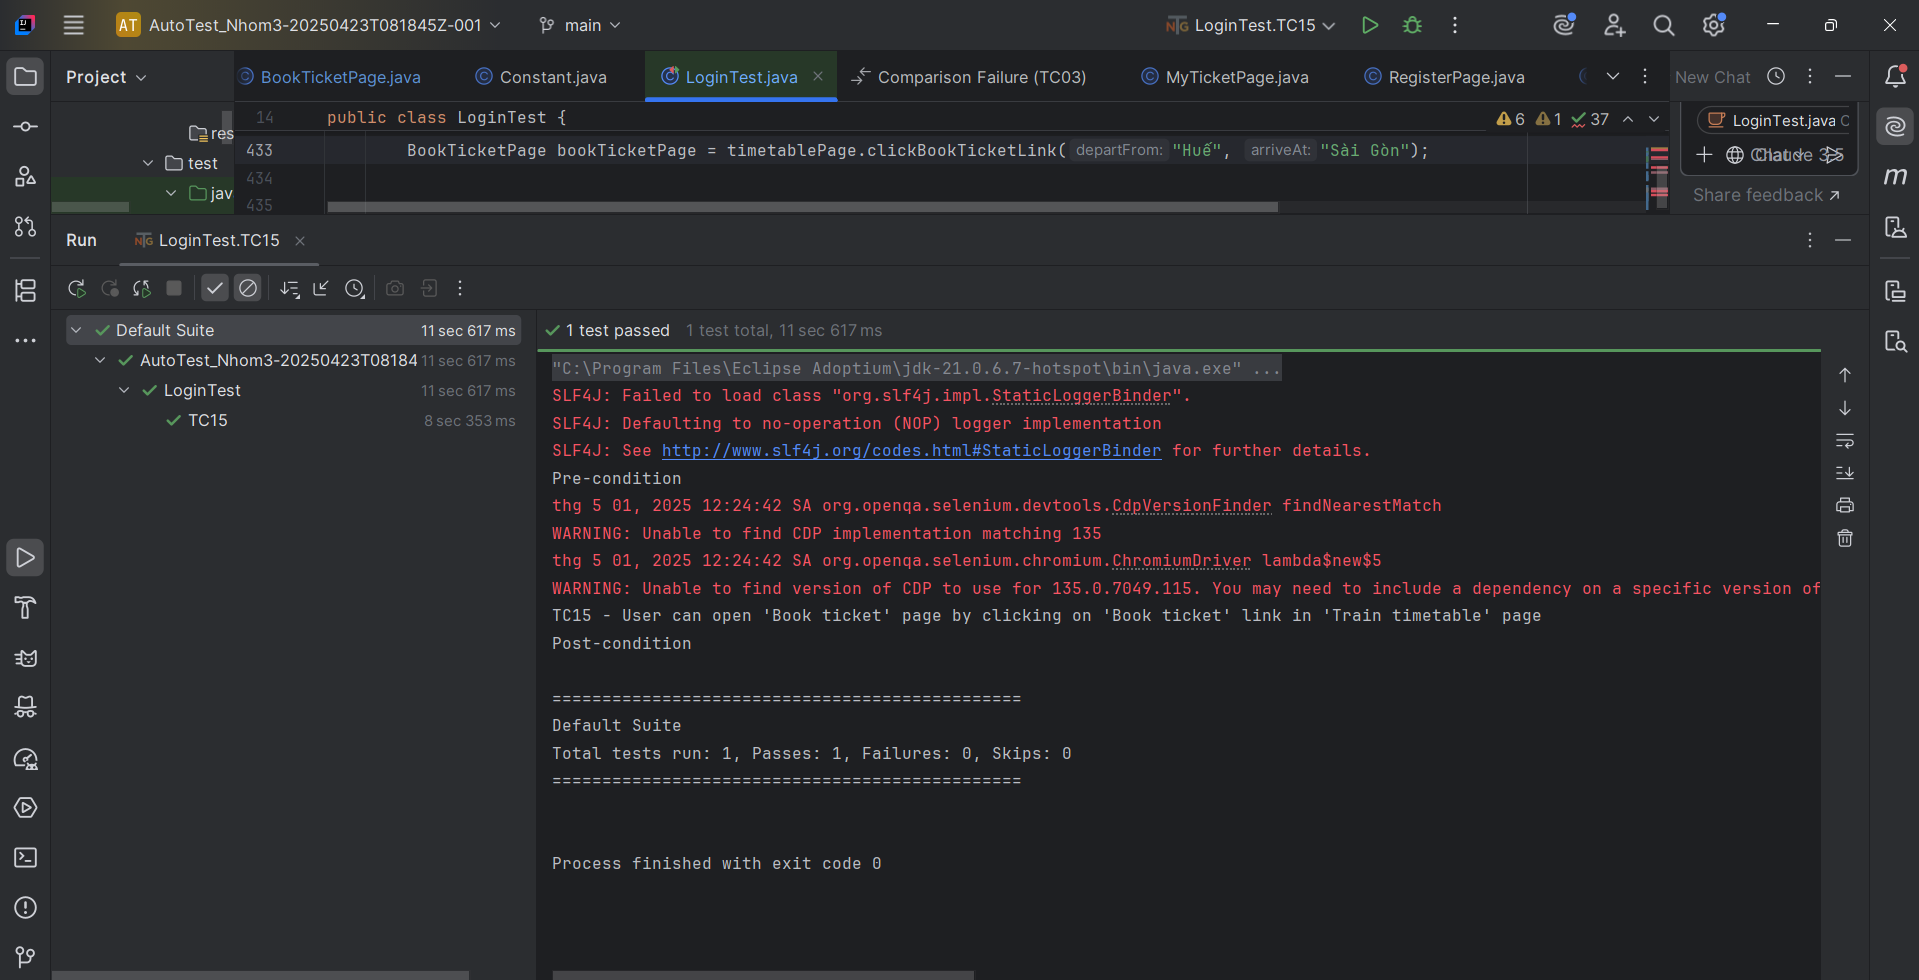 AT AutoTest_Nhom3-20250423T081845Z-001 main LoginTest.TC15
Project BookTicketPage.java Constant.java LoginTest.java Comparison Failure (TC03) MyTicketPage.java RegisterPage.java New Chat
14 public class LoginTest { 6 1 37
res
LoginTest.java
test
433 BookTicketPage bookTicketPage = timetablePage.clickBookTicketLink( departFrom: "Huế", arriveAt: "Sài Gòn");
434
jav
435
Share feedback
Run LoginTest.TC15
Default Suite 11 sec 617 ms
AutoTest_Nhom3-20250423T08184 11 sec 617 ms
LoginTest 11 sec 617 ms
TC15 8 sec 353 ms
1 test passed 1 test total, 11 sec 617 ms
"C:\Program Files\Eclipse Adoptium\jdk-21.0.6.7-hotspot\bin\java.exe" ...
SLF4J: Failed to load class "org.slf4j.impl.StaticLoggerBinder".
SLF4J: Defaulting to no-operation (NOP) logger implementation
SLF4J: See http://www.slf4j.org/codes.html#StaticLoggerBinder for further details.
Pre-condition
thg 5 01, 2025 12:24:42 SA org.openqa.selenium.devtools.CdpVersionFinder findNearestMatch
WARNING: Unable to find CDP implementation matching 135
thg 5 01, 2025 12:24:42 SA org.openqa.selenium.chromium.ChromiumDriver lambda$new$5
WARNING: Unable to find version of CDP to use for 135.0.7049.115. You may need to include a dependency on a specific version of
TC15 - User can open 'Book ticket' page by clicking on 'Book ticket' link in 'Train timetable' page
Post-condition
===============================================
Default Suite
Total tests run: 1, Passes: 1, Failures: 0, Skips: 0
===============================================
Process finished with exit code 0